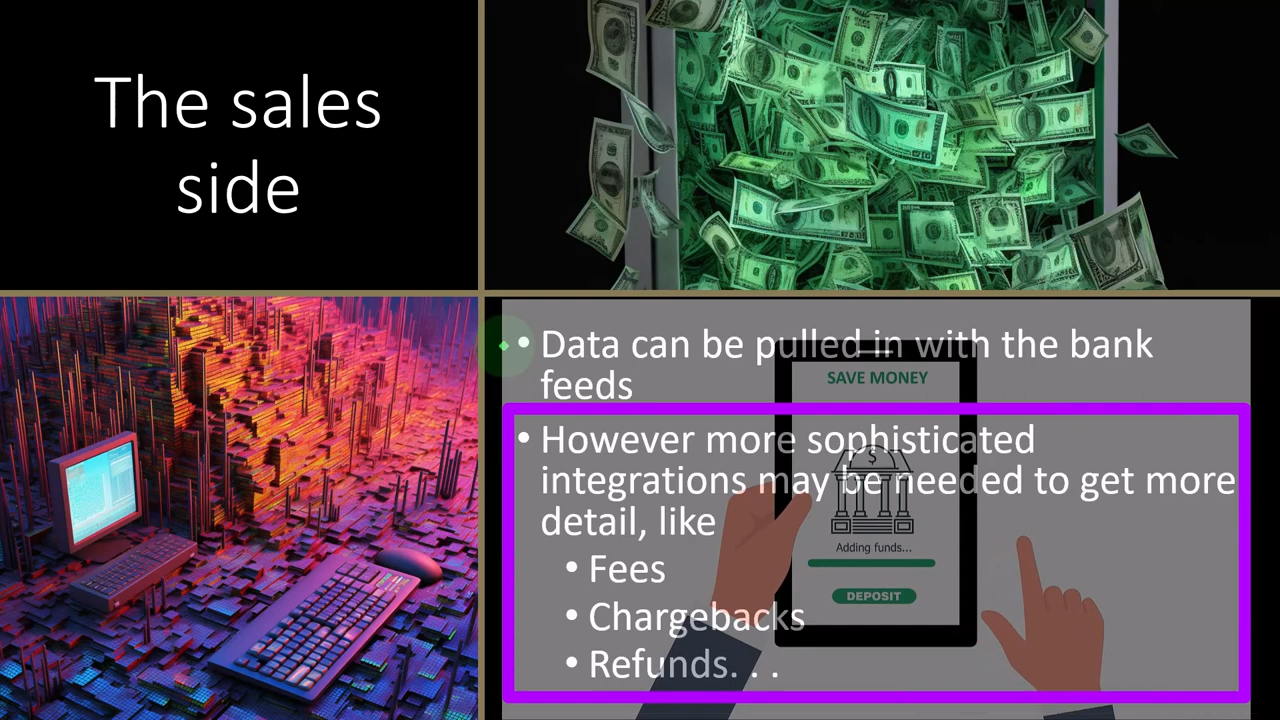 The sales
side
• Data can be pulled in with the bank
feeds
SAVE MONEY
• However more sophisticated
integrations may be needed to get more
detail, like
$
Adding funds...
• Fees
DEPOSIT
• Chargebacks
• Refunds. . .